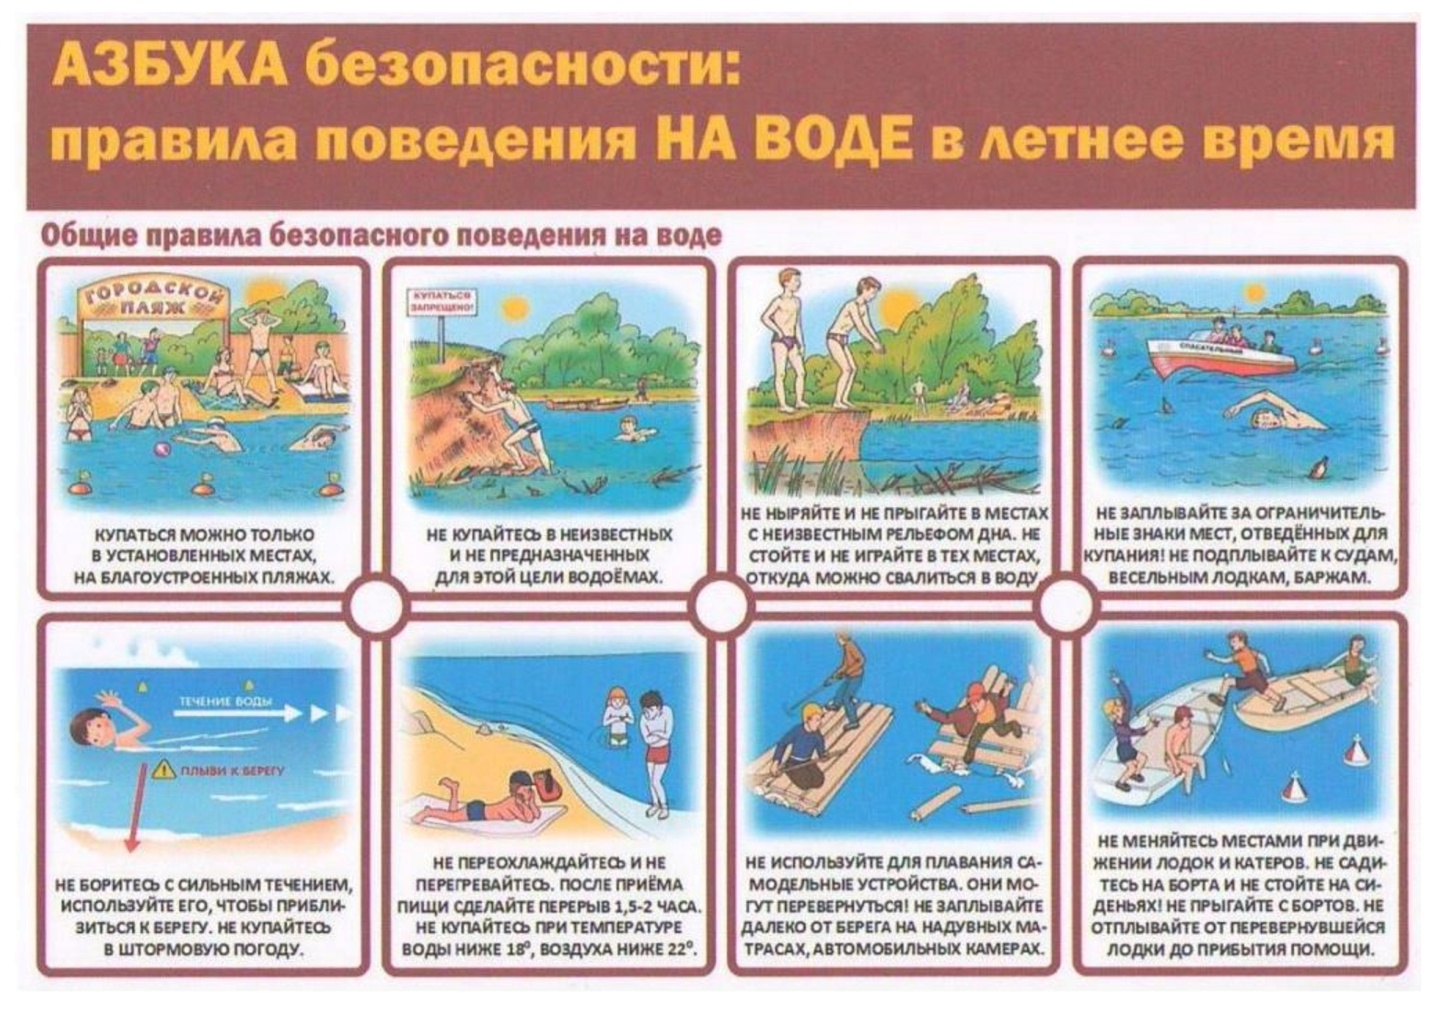 АЗБУКА безопасности:
правила поведения НА ВОДЕ в летнее время
Общие правила безопасного поведения на воде
ГОРОДСКОЙ
ПЛЯЖ
КУПАТЬСЯ МОЖНО ТОЛЬКО
В УСТАНОВЛЕННЫХ МЕСТАХ,
НА БЛАГОУСТРОЕННЫХ ПЛЯЖАХ.
КУПАТЬСЯ
ЗАПРЕЩЕНО!
НЕ КУПАЙТЕСЬ В НЕИЗВЕСТНЫХ
И НЕ ПРЕДНАЗНАЧЕННЫХ
ДЛЯ ЭТОЙ ЦЕЛИ ВОДОЁМАХ.
НЕ НЫРЯЙТЕ И НЕ ПРЫГАЙТЕ В МЕСТАХ
С НЕИЗВЕСТНЫМ РЕЛЬЕФОМ ДНА. НЕ
СТОЙТЕ И НЕ ИГРАЙТЕ В ТЕХ МЕСТАХ,
ОТКУДА МОЖНО СВАЛИТЬСЯ В ВОДУ.
СПАСАТЕЛЬНЫЙ
НЕ ЗАПЛЫВАЙТЕ ЗА ОГРАНИЧИТЕЛЬ-
НЫЕ ЗНАКИ МЕСТ, ОТВЕДЁННЫХ ДЛЯ
КУПАНИЯ! НЕ ПОДПЛЫВАЙТЕ К СУДАМ,
ВЕСЕЛЬНЫМ ЛОДКАМ, БАРЖАМ.
ТЕЧЕНИЕ ВОДЫ
ПЛЫВИ К БЕРЕГУ
НЕ БОРИТЕСЬ С СИЛЬНЫМ ТЕЧЕНИЕМ,
ИСПОЛЬЗУЙТЕ ЕГО, ЧТОБЫ ПРИБЛИ-
ЗИТЬСЯ К БЕРЕГУ. НЕ КУПАЙТЕСЬ
В ШТОРМОВУЮ ПОГОДУ.
НЕ ПЕРЕОХЛАЖДАЙТЕСЬ И НЕ
ПЕРЕГРЕВАЙТЕСЬ. ПОСЛЕ ПРИЁМА
ПИЩИ СДЕЛАЙТЕ ПЕРЕРЫВ 1,5-2 ЧАСА.
НЕ КУПАЙТЕСЬ ПРИ ТЕМПЕРАТУРЕ
ВОДЫ НИЖЕ 18⁰, ВОЗДУХА НИЖЕ 22⁰.
НЕ ИСПОЛЬЗУЙТЕ ДЛЯ ПЛАВАНИЯ СА-
МОДЕЛЬНЫЕ УСТРОЙСТВА. ОНИ МО-
ГУТ ПЕРЕВЕРНУТЬСЯ! НЕ ЗАПЛЫВАЙТЕ
ДАЛЕКО ОТ БЕРЕГА НА НАДУВНЫХ МА-
ТРАСАХ, АВТОМОБИЛЬНЫХ КАМЕРАХ.
НЕ МЕНЯЙТЕСЬ МЕСТАМИ ПРИ ДВИ-
ЖЕНИИ ЛОДОК И КАТЕРОВ. НЕ САДИ-
ТЕСЬ НА БОРТА И НЕ СТОЙТЕ НА СИ-
ДЕНЬЯХ! НЕ ПРЫГАЙТЕ С БОРТОВ. НЕ
ОТПЛЫВАЙТЕ ОТ ПЕРЕВЕРНУВШЕЙСЯ
ЛОДКИ ДО ПРИБЫТИЯ ПОМОЩИ.